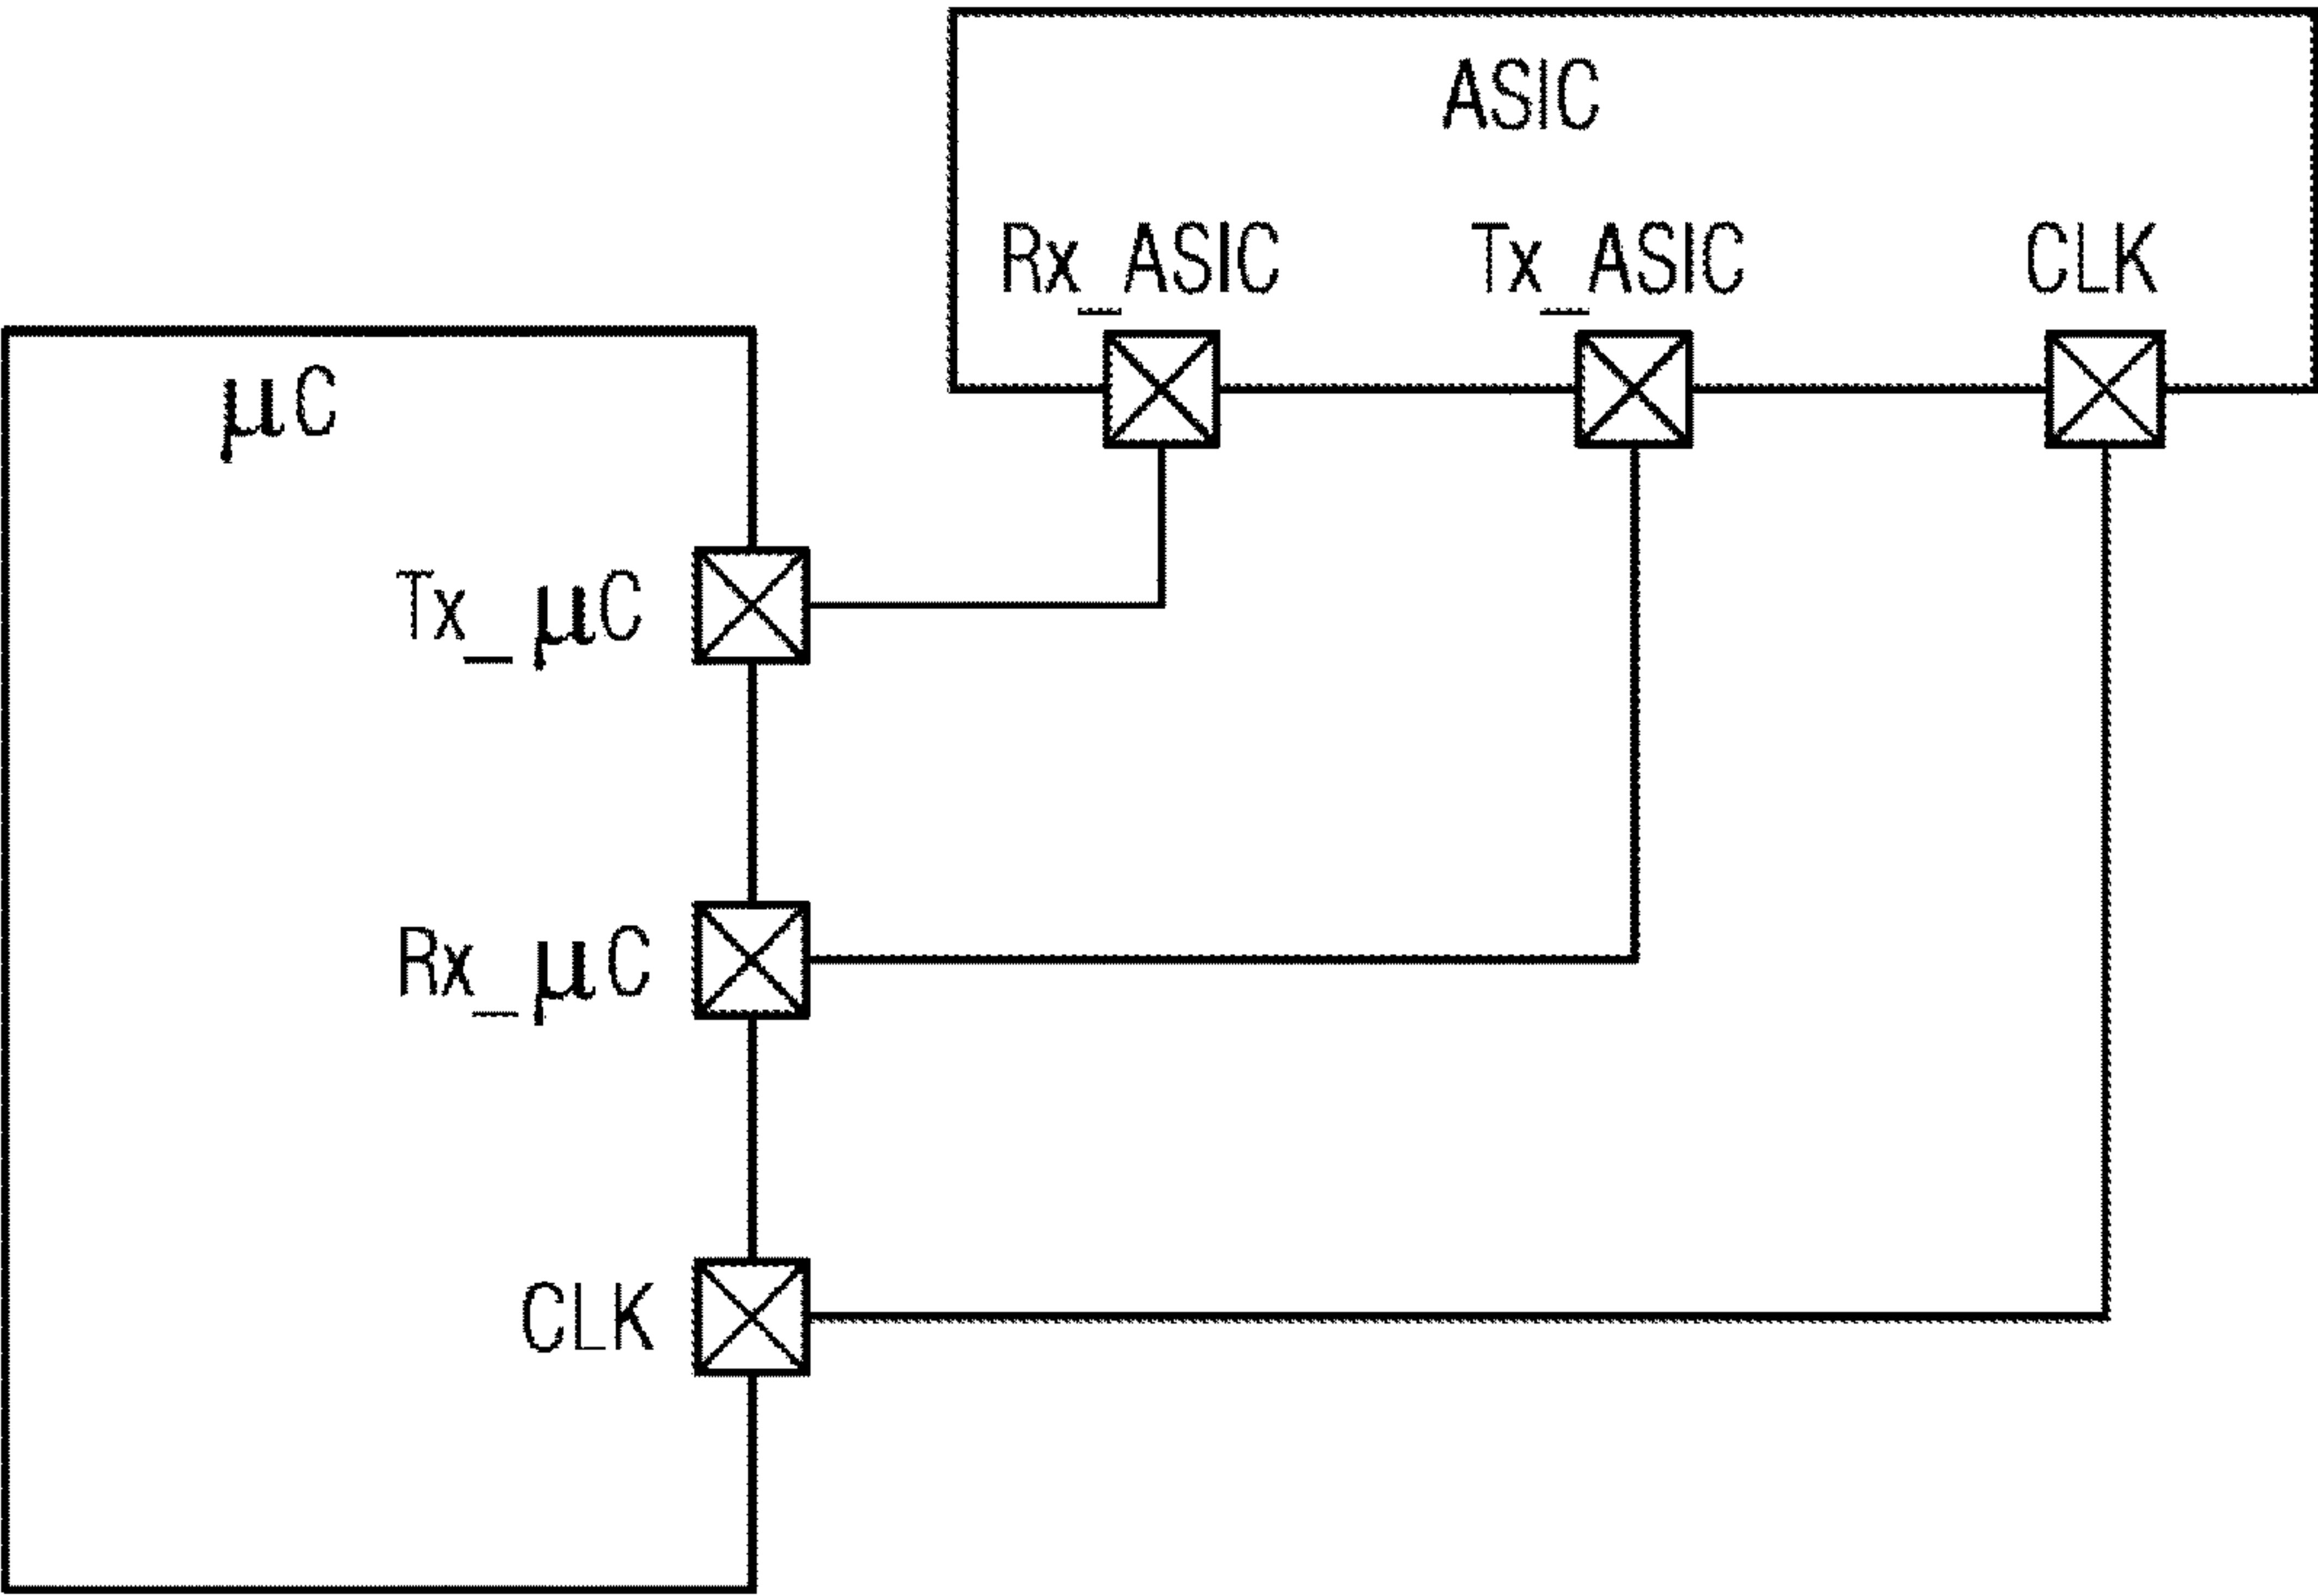 ASIC
Rx_ASIC Tx_ASIC CLK
µC
Tx_µC
Rx_µC
CLK